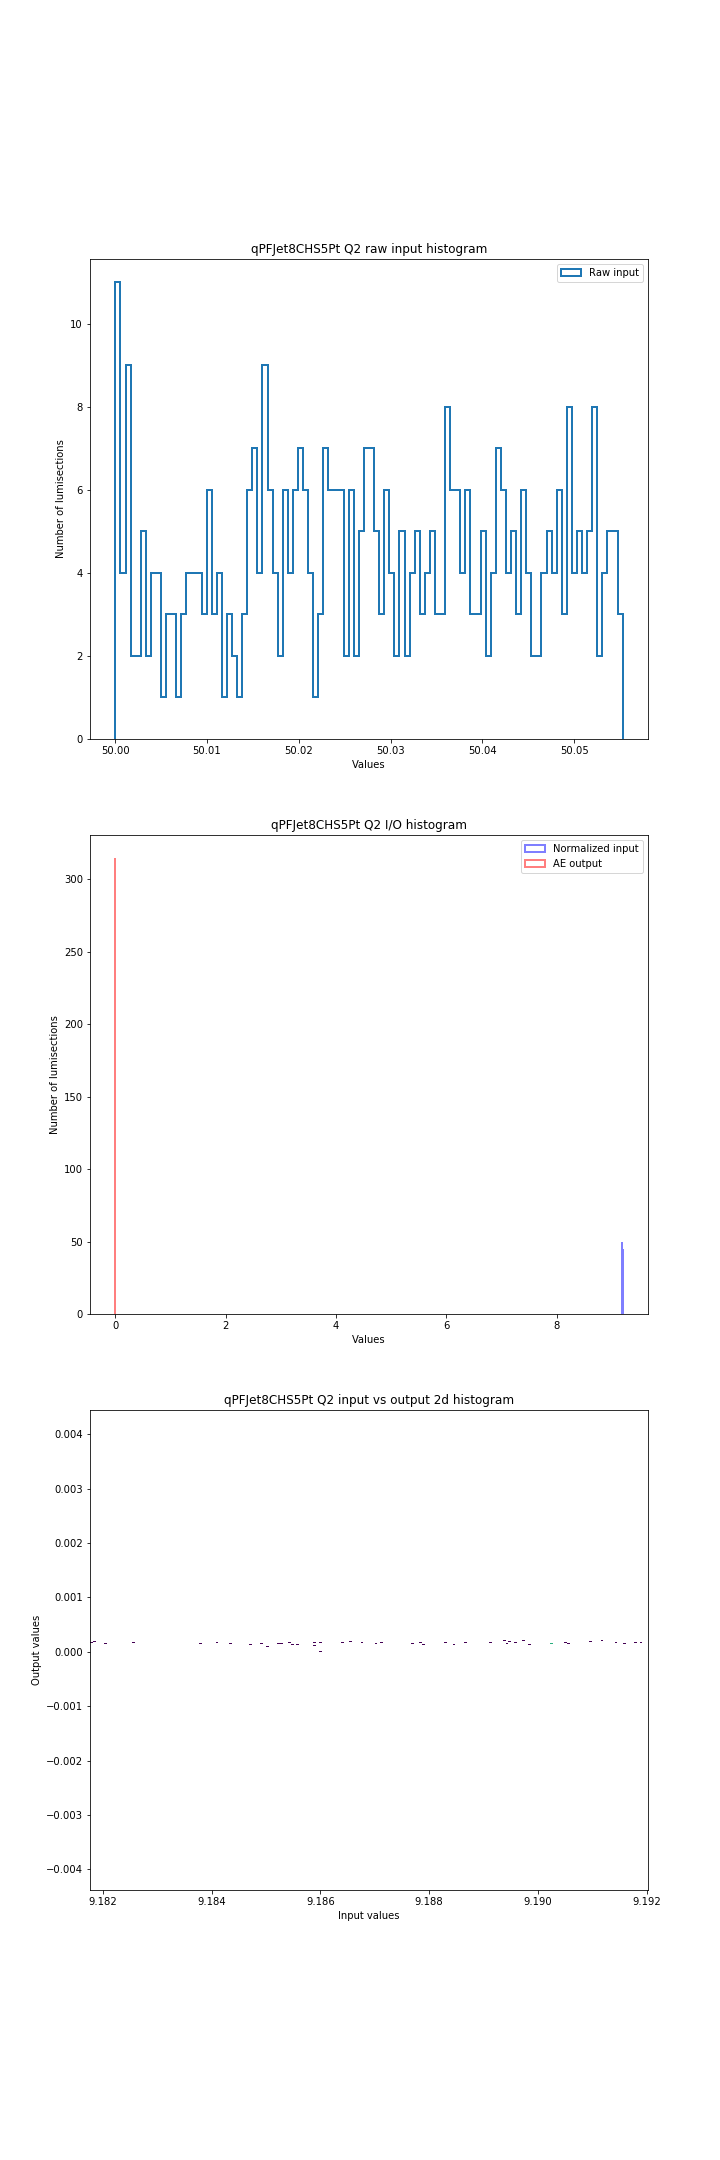 qPFJet8CHS5Pt Q2 raw input histogram
Raw input
10
8
6
4
2
0
Number of lumisections
50.00 50.01 50.02 50.03 50.04 50.05
Values
qPFJet8CHS5Pt Q2 I/O histogram
Normalized input
AE output
300
250
200
150
100
50
0
Number of lumisections
0 2 4 6 8
Values
qPFJet8CHS5Pt Q2 input vs output 2d histogram
0.004
0.003
0.002
0.001
0.000
−0.001
−0.002
−0.003
−0.004
Output values
9.182 9.184 9.186 9.188 9.190 9.192
Input values